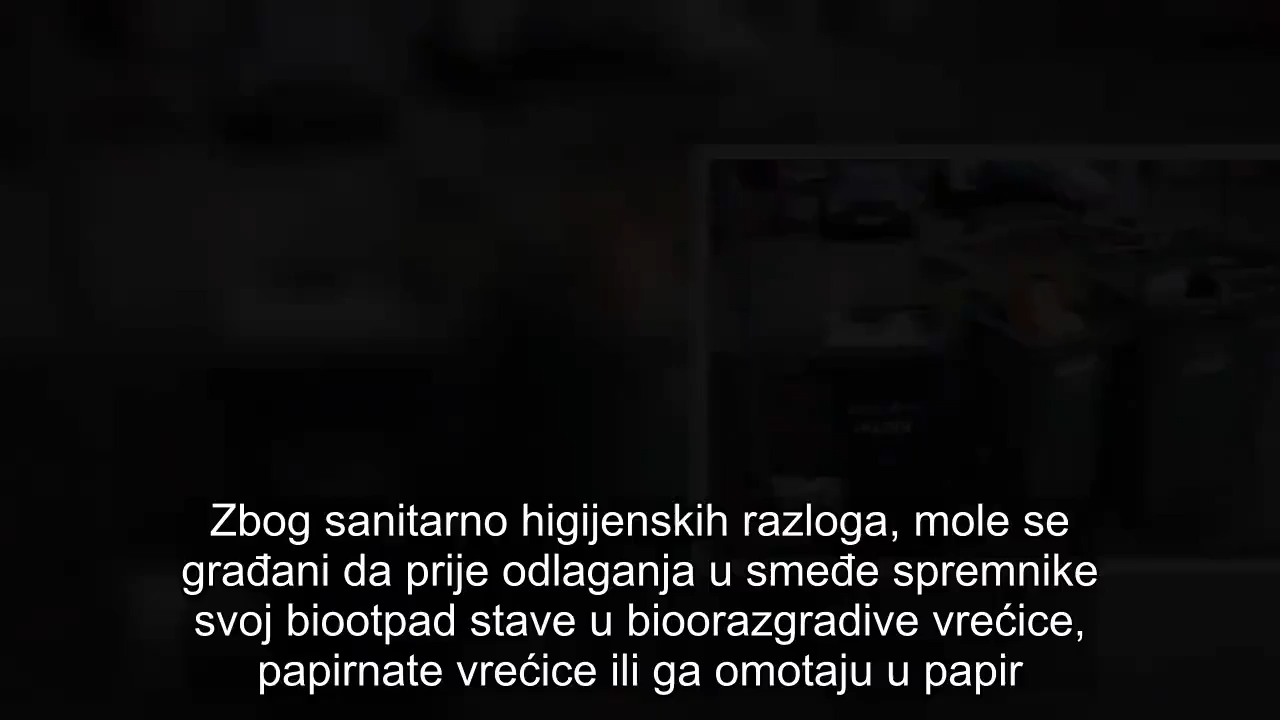 Zbog sanitarno higijenskih razloga, mole se
građani da prije odlaganja u smeđe spremnike
svoj biootpad stave u bioorazgradive vrećice,
papirnate vrećice ili ga omotaju u papir